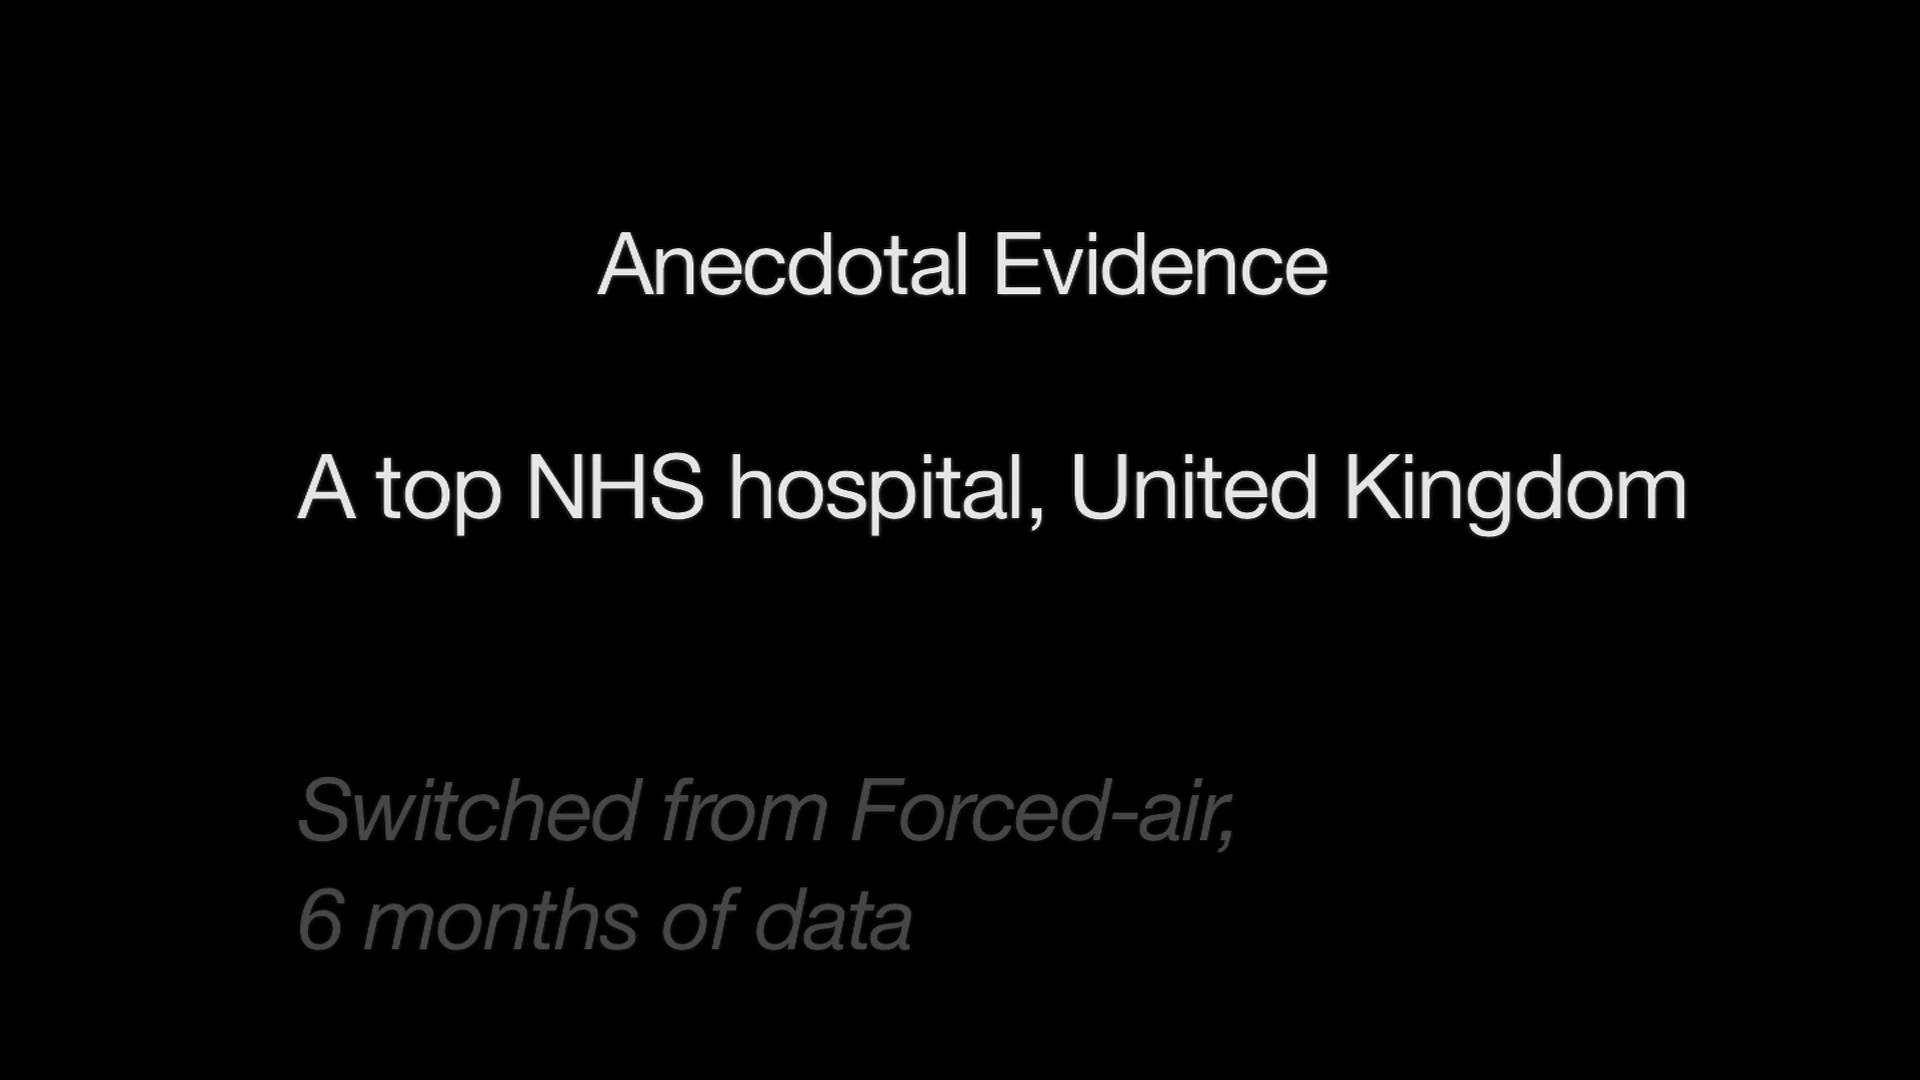 Anecdotal Evidence
A top NHS hospital, United Kingdom
Switched from Forced-air,
6 months of data